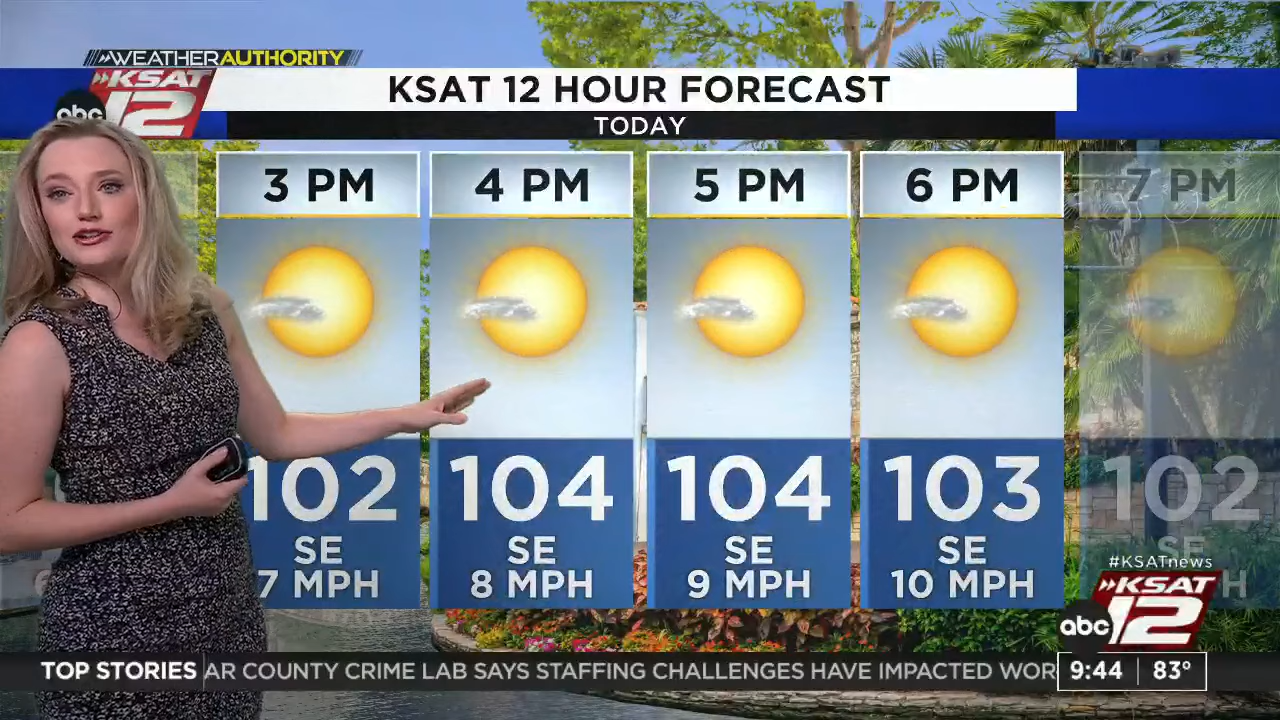 WEATHERAUTHORITY
KSAT
abc 12
KSAT 12 HOUR FORECAST
TODAY
3 PM
4 PM
5 PM
6 PM
7 PM
102
104
104
103
102
SE
SE
SE
SE
SE
7 MPH
8 MPH
9 MPH
10 MPH
#KSATnews
KSAT
abc 12
TOP STORIES
AR COUNTY CRIME LAB SAYS STAFFING CHALLENGES HAVE IMPACTED WOR
9:44
83°